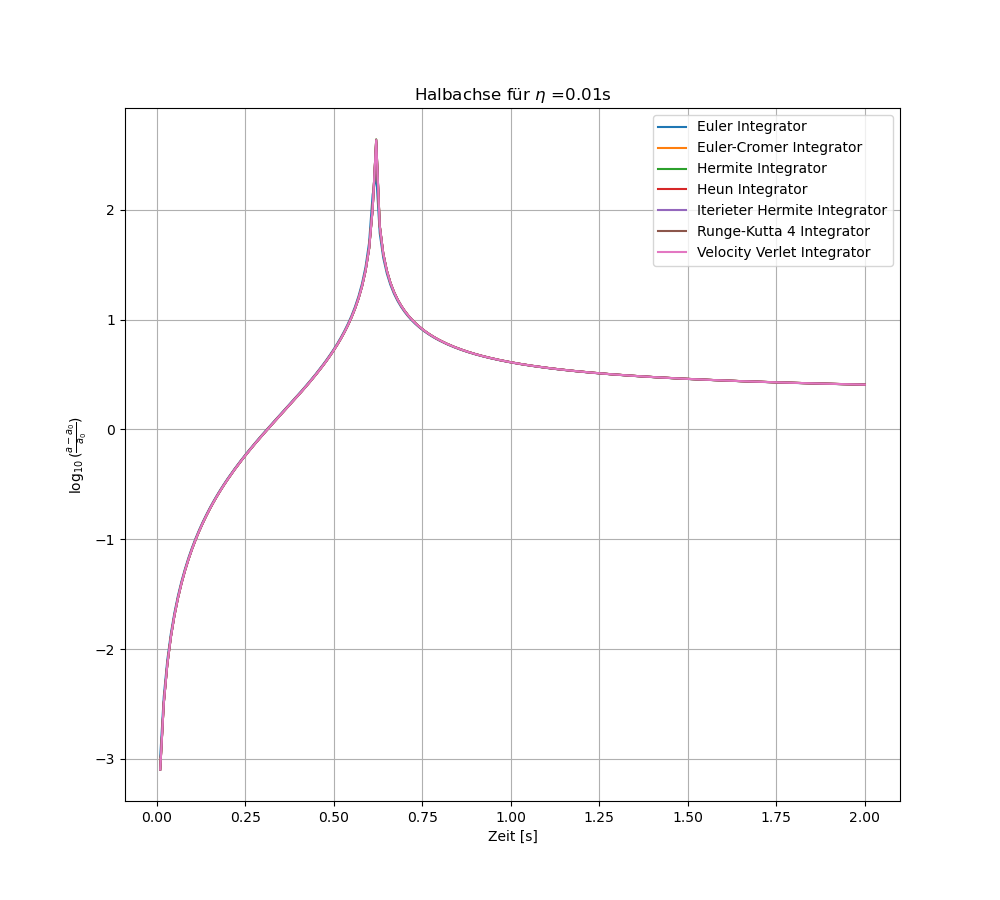 Halbachse für η =0.01s
Euler Integrator
Euler-Cromer Integrator
Hermite Integrator
Heun Integrator
Iterieter Hermite Integrator
Runge-Kutta 4 Integrator
Velocity Verlet Integrator
2
1
0
−1
−2
−3
log₁₀(a − a₀ / a₀)
0.00 0.25 0.50 0.75 1.00 1.25 1.50 1.75 2.00
Zeit [s]